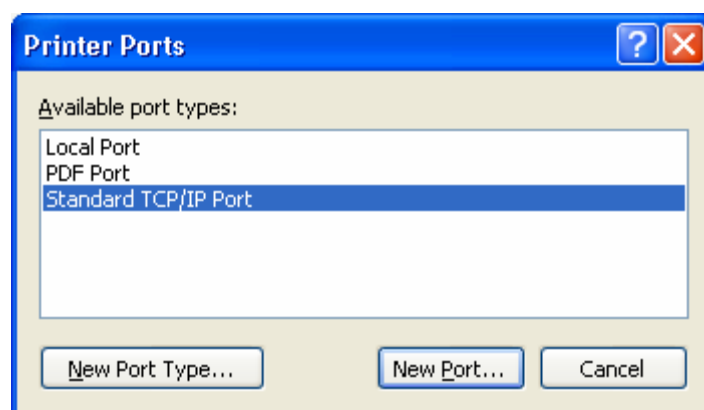 Printer Ports
Available port types:
Local Port
PDF Port
Standard TCP/IP Port
New Port Type... New Port... Cancel